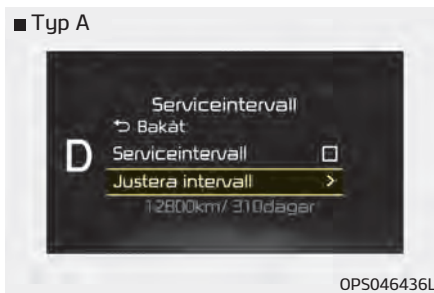 ■ Typ A
Serviceintervall
⮌ Bakåt
D
Serviceintervall □
Justera intervall >
12800km/ 310dagar
OPS046436L